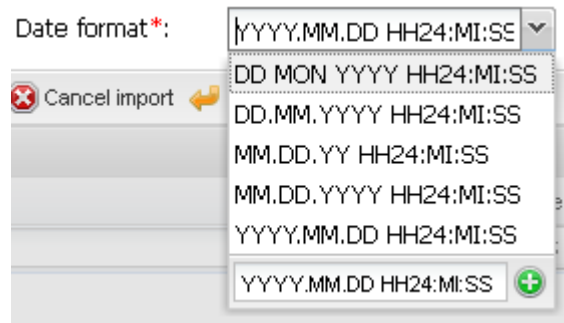 Date format*: YYYY.MM.DD HH24:MI:SS
DD MON YYYY HH24:MI:SS
Cancel import
DD.MM.YYYY HH24:MI:SS
MM.DD.YY HH24:MI:SS
MM.DD.YYYY HH24:MI:SS
YYYY.MM.DD HH24:MI:SS
YYYY.MM.DD HH24:MI:SS